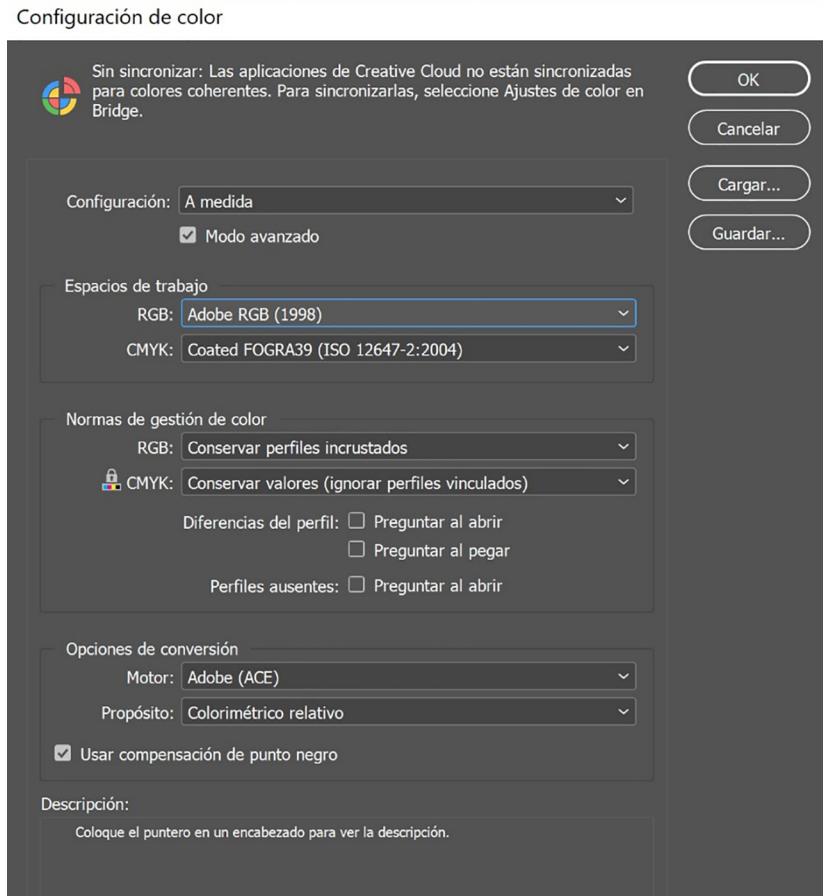 Configuración de color
Sin sincronizar: Las aplicaciones de Creative Cloud no están sincronizadas
para colores coherentes. Para sincronizarlas, seleccione Ajustes de color en
Bridge.
OK
Cancelar
Cargar...
Guardar...
Configuración: A medida
Modo avanzado
Espacios de trabajo
RGB: Adobe RGB (1998)
CMYK: Coated FOGRA39 (ISO 12647-2:2004)
Normas de gestión de color
RGB: Conservar perfiles incrustados
CMYK: Conservar valores (ignorar perfiles vinculados)
Diferencias del perfil: Preguntar al abrir
Preguntar al pegar
Perfiles ausentes: Preguntar al abrir
Opciones de conversión
Motor: Adobe (ACE)
Propósito: Colorimétrico relativo
Usar compensación de punto negro
Descripción:
Coloque el puntero en un encabezado para ver la descripción.